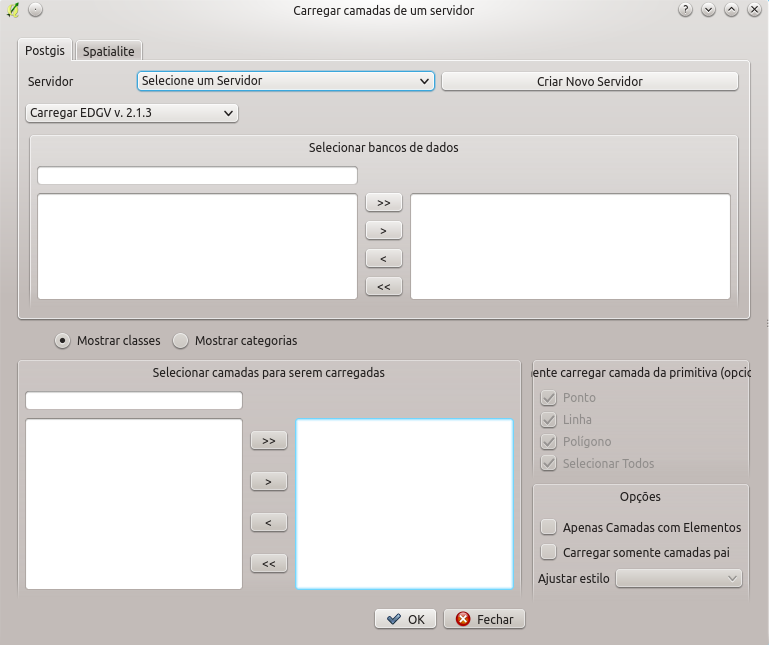 Carregar camadas de um servidor
Postgis
Spatialite
Servidor
Selecione um Servidor
Criar Novo Servidor
Carregar EDGV v. 2.1.3
Selecionar bancos de dados
>>
>
<
<<
Mostrar classes
Mostrar categorias
Selecionar camadas para serem carregadas
>>
>
<
<<
ente carregar camada da primitiva (opcio
Ponto
Linha
Polígono
Selecionar Todos
Opções
Apenas Camadas com Elementos
Carregar somente camadas pai
Ajustar estilo
OK
Fechar